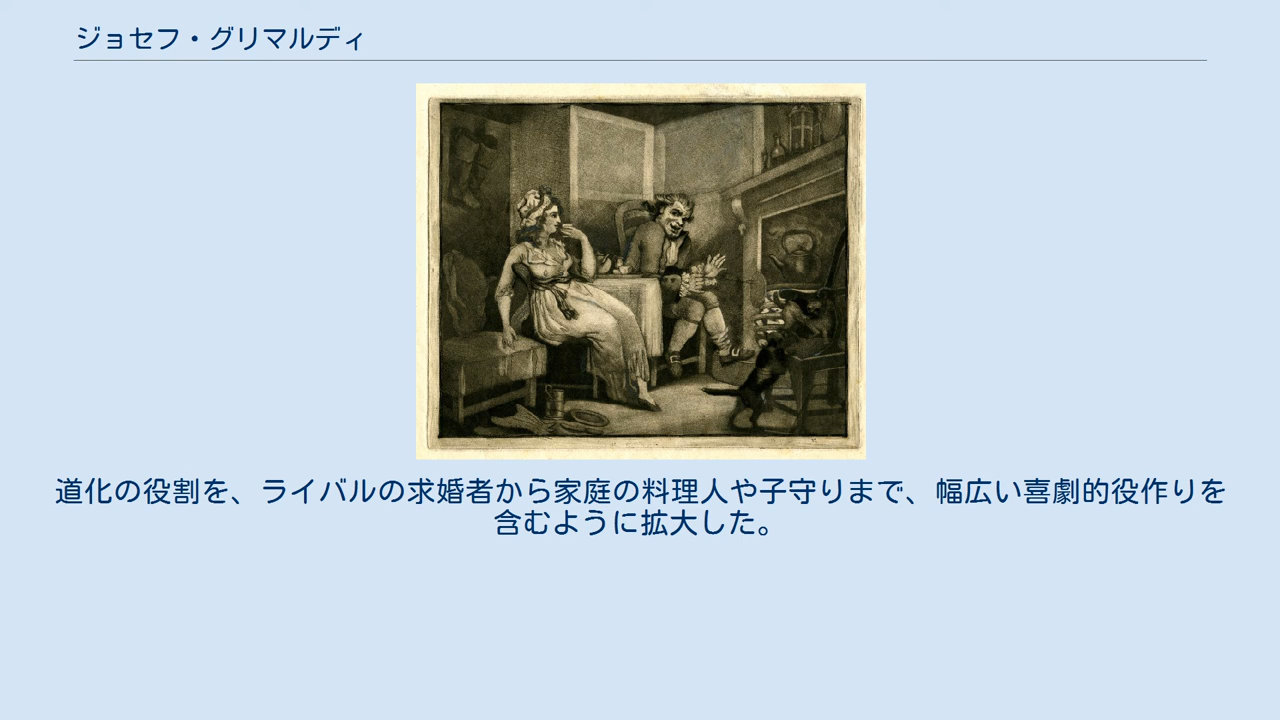 ジョセフ・グリマルディ
道化の役割を、ライバルの求婚者から家庭の料理人や子守りまで、幅広い喜劇的役作りを
含むように拡大した。